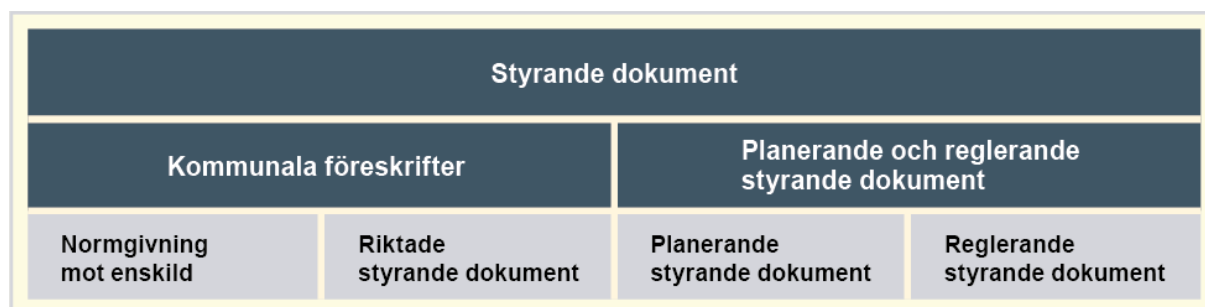 Styrande dokument
Kommunala föreskrifter
Planerande och reglerande
styrande dokument
Normgivning
mot enskild
Riktade
styrande dokument
Planerande
styrande dokument
Reglerande
styrande dokument